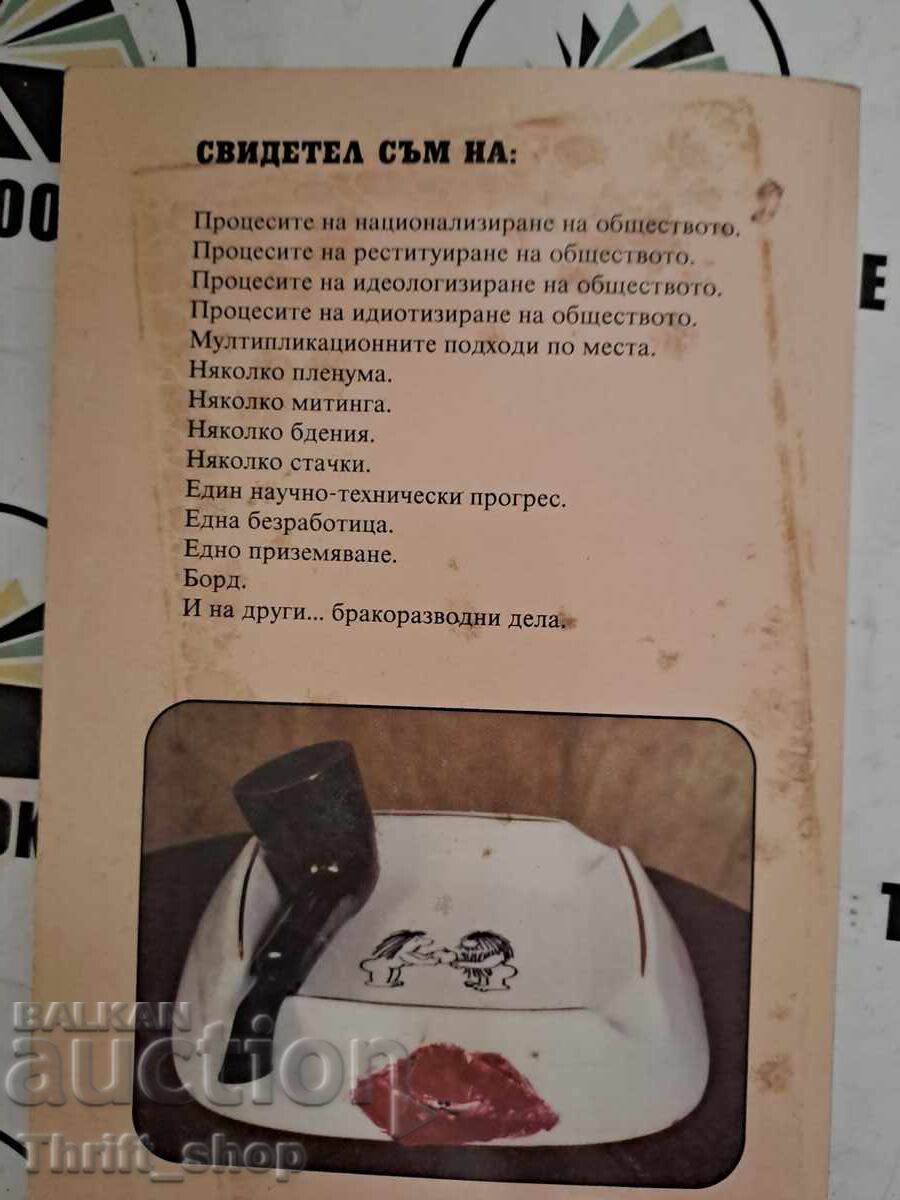 СВИДЕТЕЛ СЪМ НА:
Процесите на национализиране на обществото.
Процесите на реституиране на обществото.
Процесите на идеологизиране на обществото.
Процесите на идиотизиране на обществото.
Мултипликационните подходи по места.
Няколко пленума.
Няколко митинга.
Няколко бдения.
Няколко стачки.
Един научно-технически прогрес.
Една безработица.
Едно приземяване.
Борд.
И на други... бракоразводни дела.
BALKAN
auction
Thrift_shop